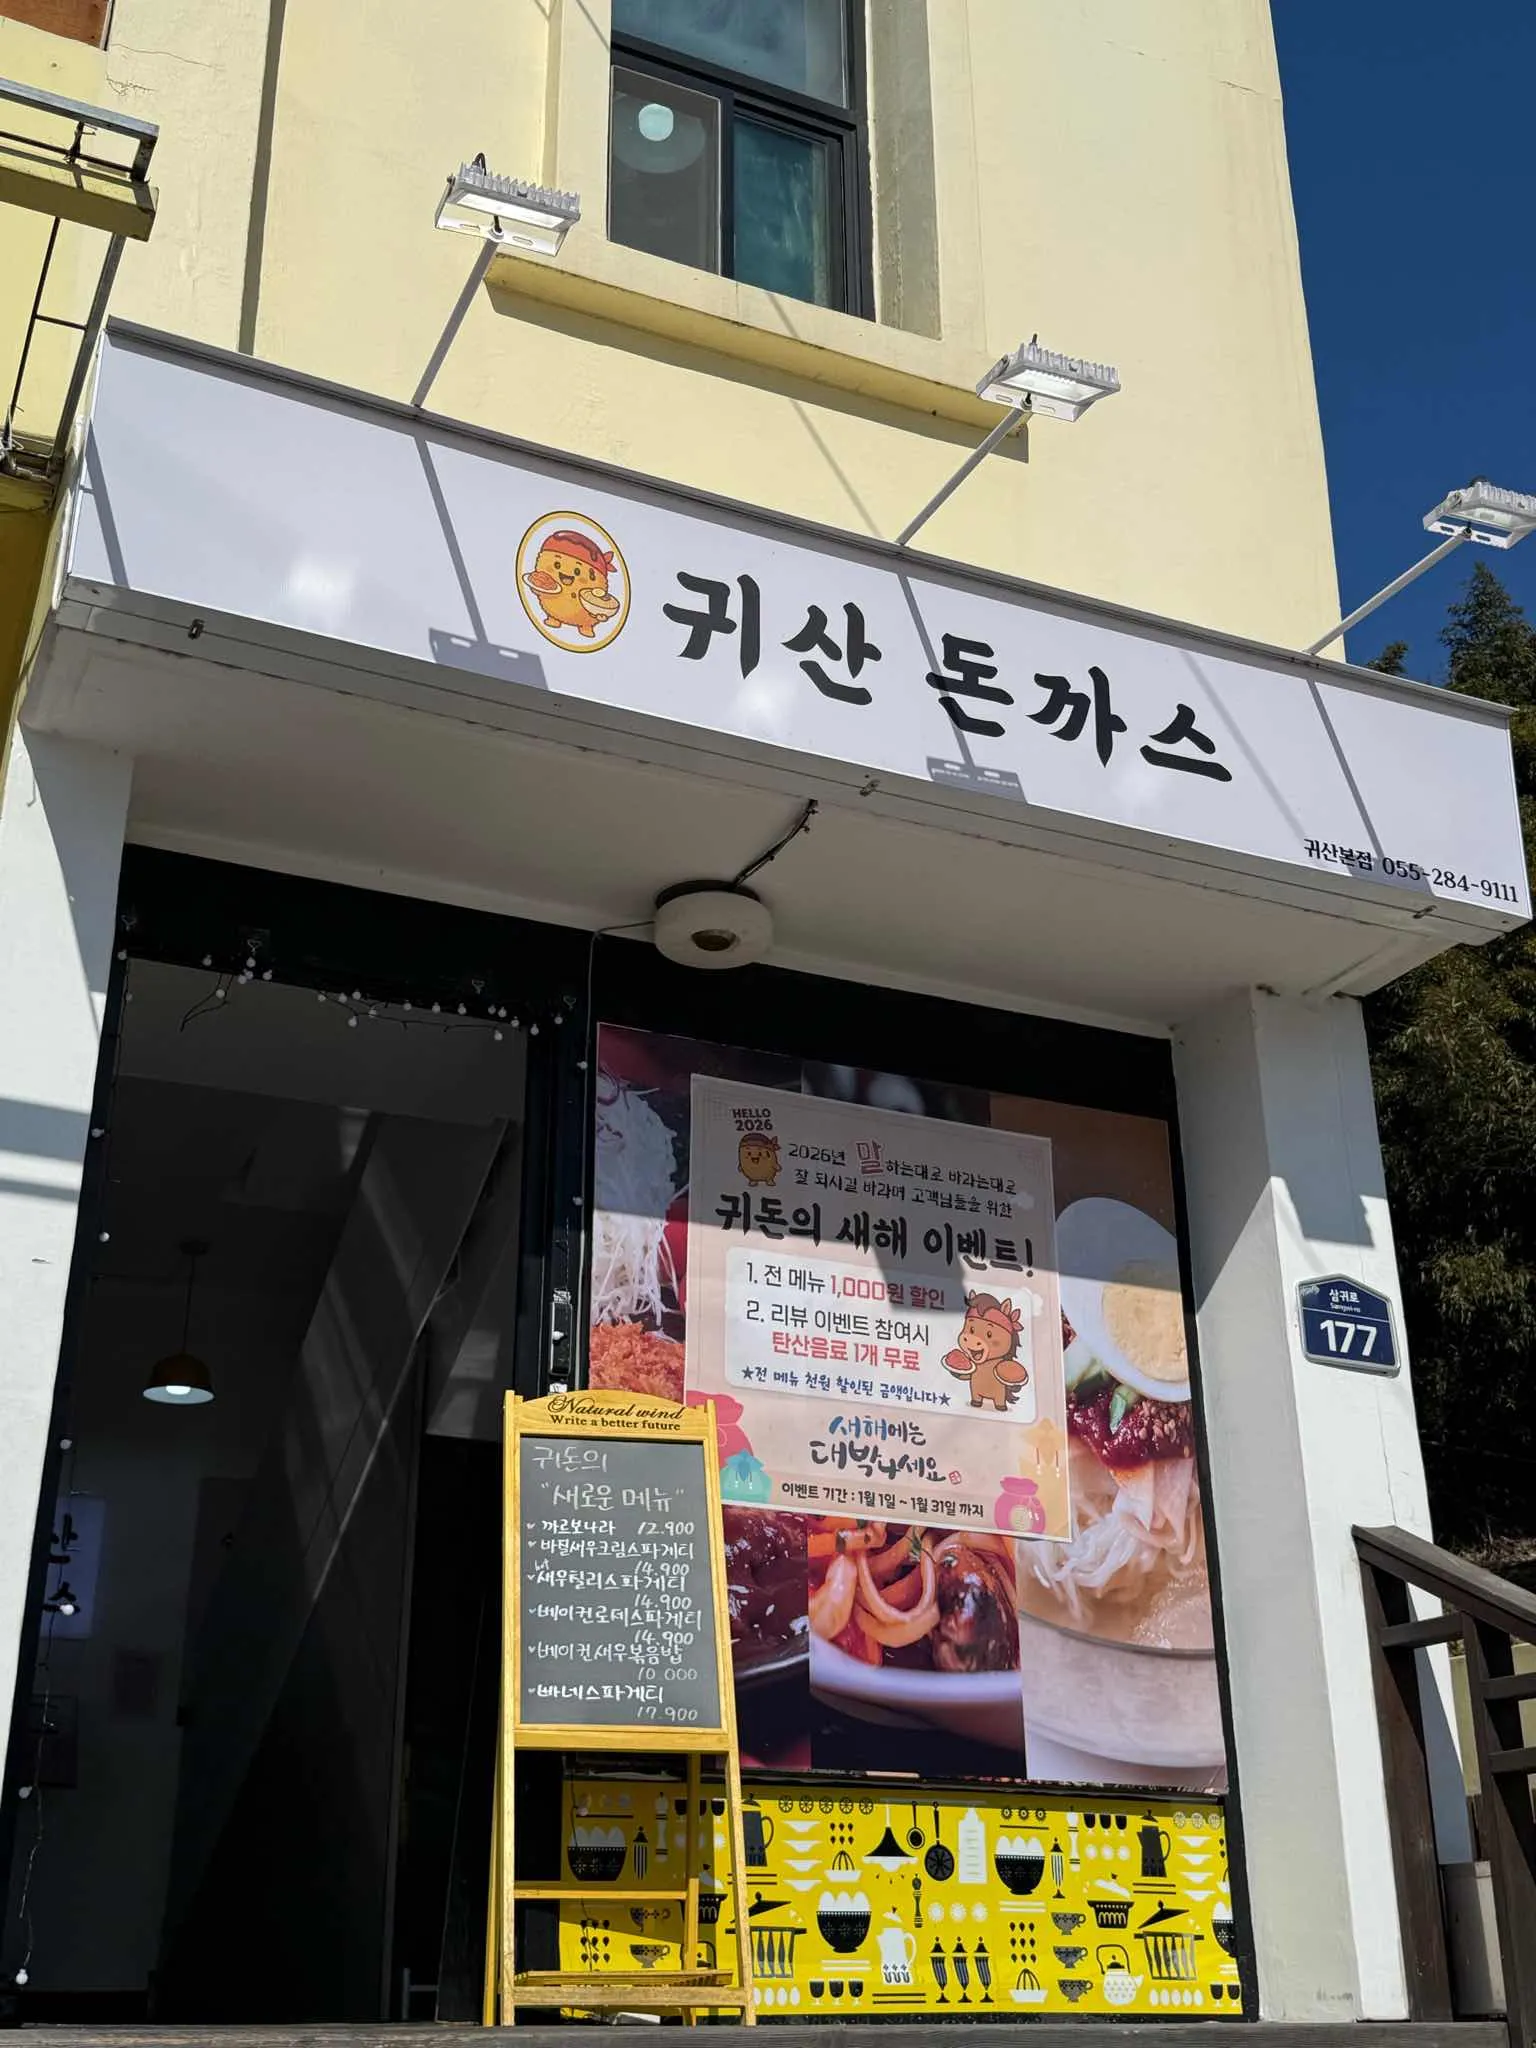 귀산 돈까스
귀산본점 055-284-9111
HELLO
2026
2026년 말하는대로 바라는대로
잘 되시길 바라며 고객님들을 위한
귀돈의 새해 이벤트!
1. 전 메뉴 1,000원 할인
2. 리뷰 이벤트 참여시
탄산음료 1개 무료
★전 메뉴 천원 할인된 금액입니다★
새해에는
대박나세요
이벤트 기간 : 1월 1일 ~ 1월 31일 까지
삼귀로
Samgwi-ro
177
Natural wind
Write a better future
귀돈의
"새로운 메뉴"
까르보나라 12.900
바질새우크림스파게티
14.900
hot
새우칠리스파게티
14.900
베이컨로제스파게티
14.900
베이컨새우볶음밥
10.000
빠네스파게티
17.900